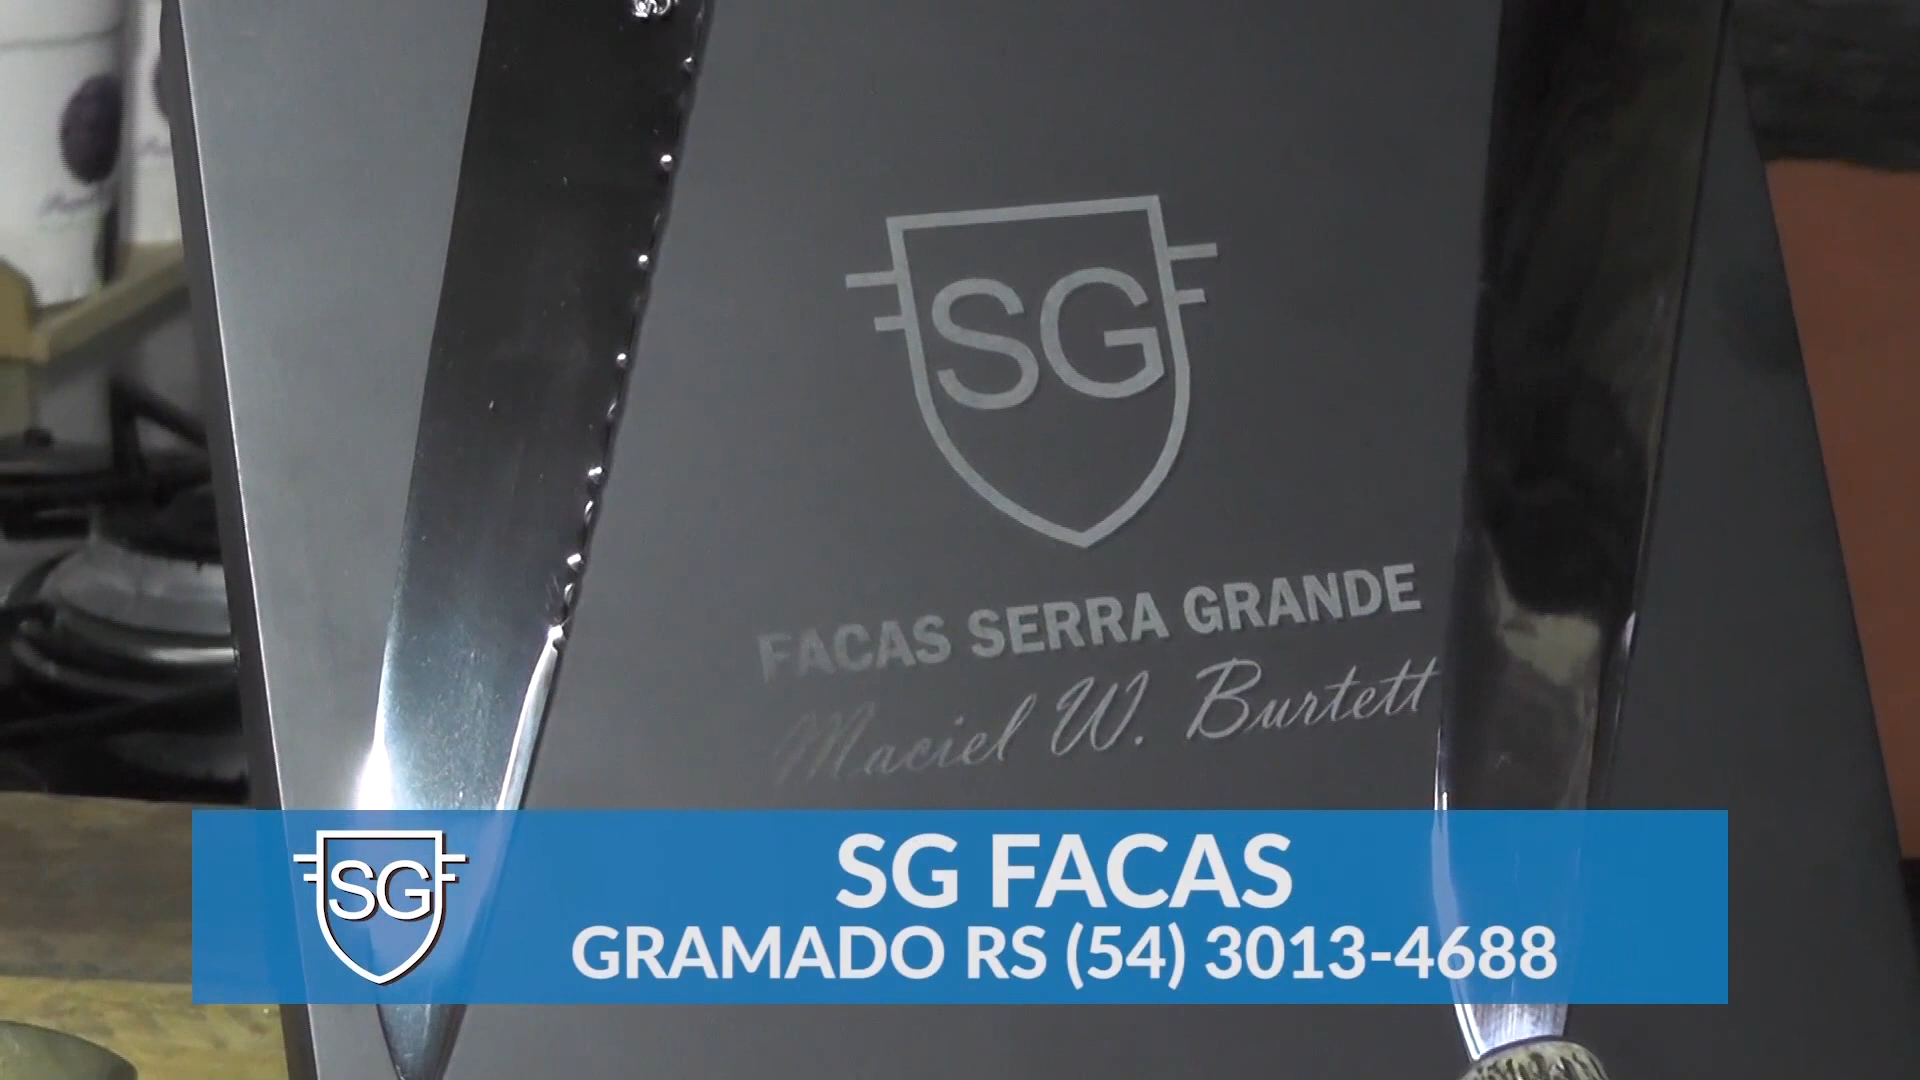 SG
FACAS SERRA GRANDE
Maciel W. Burtett
SG
SG FACAS
GRAMADO RS (54) 3013-4688